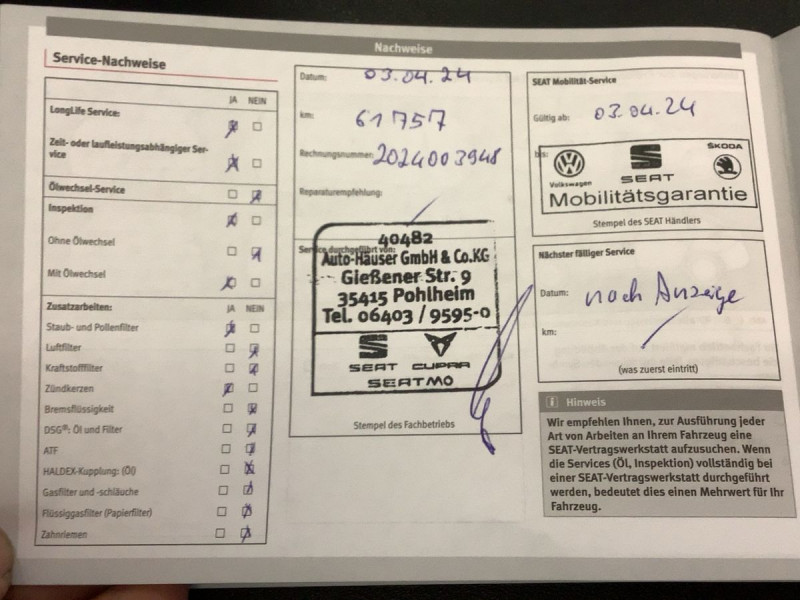 Nachweise
Service-Nachweise
JA NEIN
LongLife Service:
Zeit- oder laufleistungsabhängiger Ser-
vice
Ölwechsel-Service
Inspektion
Ohne Ölwechsel
Mit Ölwechsel
Zusatzarbeiten: JA NEIN
Staub- und Pollenfilter
Luftfilter
Kraftstofffilter
Zündkerzen
Bremsflüssigkeit
DSG®: Öl und Filter
ATF
HALDEX-Kupplung: (Öl)
Gasfilter und -schläuche
Flüssiggasfilter (Papierfilter)
Zahnriemen
Datum: 03.04.24
km: 61757
Rechnungsnummer: 2024003948
Reparaturempfehlung:
Service durchgeführt von:
40482
Auto-Häuser GmbH & Co.KG
Gießener Str. 9
35415 Pohlheim
Tel. 06403 / 9595-0
SEAT CUPRA
SEATMO
Stempel des Fachbetriebs
SEAT Mobilität-Service
Gültig ab: 03.04.24
bis:
Volkswagen SEAT ŠKODA
Mobilitätsgarantie
Stempel des SEAT Händlers
Nächster fälliger Service
Datum: nach Anzeige
km:
(was zuerst eintritt)
Hinweis
Wir empfehlen Ihnen, zur Ausführung jeder
Art von Arbeiten an Ihrem Fahrzeug eine
SEAT-Vertragswerkstatt aufzusuchen. Wenn
die Services (Öl, Inspektion) vollständig bei
einer SEAT-Vertragswerkstatt durchgeführt
werden, bedeutet dies einen Mehrwert für Ihr
Fahrzeug.